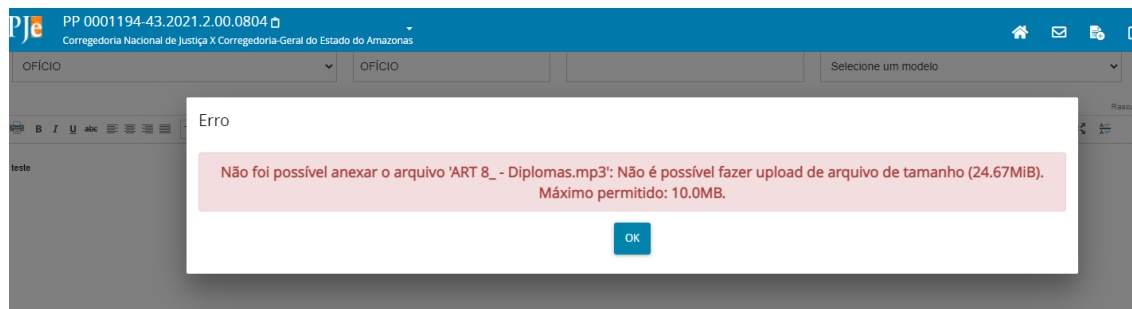 PJe PP 0001194-43.2021.2.00.0804
Corregedoria Nacional de Justiça X Corregedoria-Geral do Estado do Amazonas
OFÍCIO OFÍCIO Selecione um modelo
B I U abc
teste
Erro
Não foi possível anexar o arquivo 'ART 8_ - Diplomas.mp3': Não é possível fazer upload de arquivo de tamanho (24.67MiB).
Máximo permitido: 10.0MB.
OK